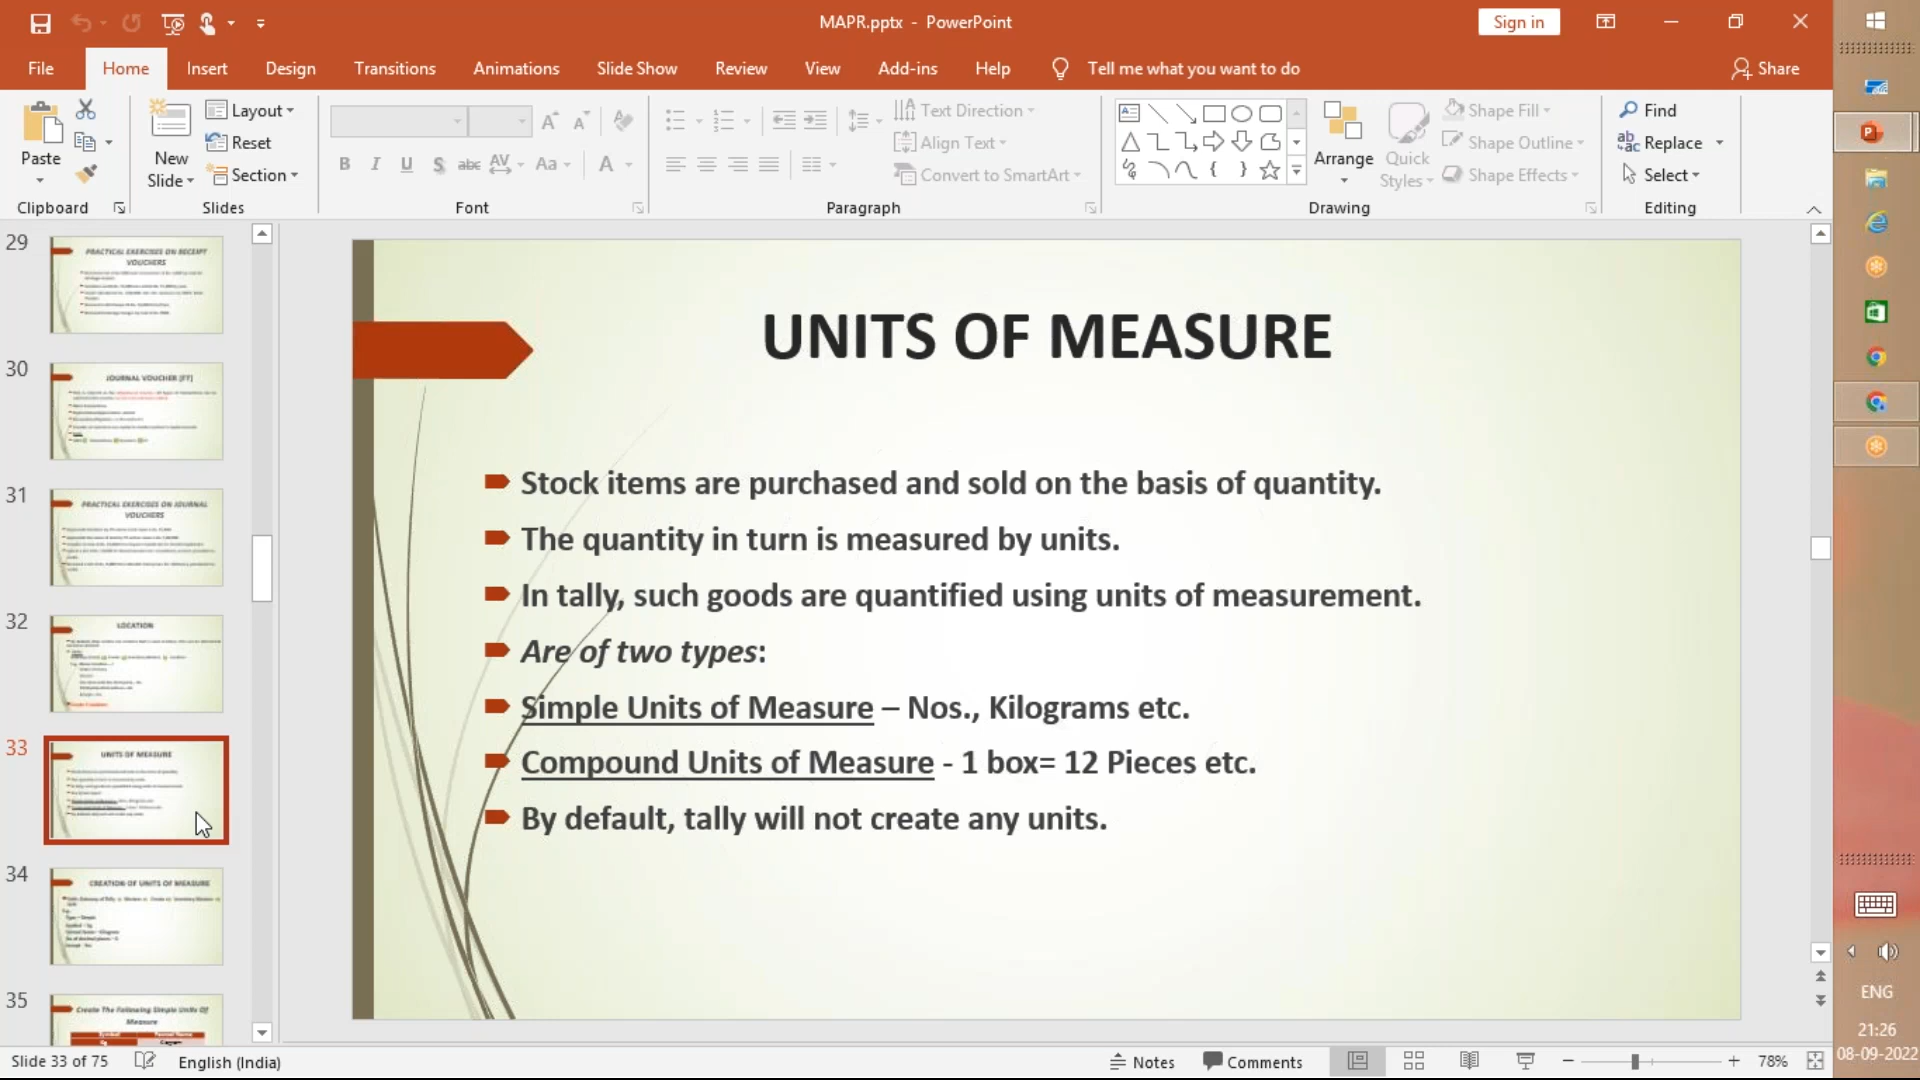 MAPR.pptx - PowerPoint
Sign in
File Home Insert Design Transitions Animations Slide Show Review View Add-ins Help Tell me what you want to do Share
Paste
Clipboard
New
Slide
Layout
Reset
Section
Slides
B I U S abc AV Aa A
Font
Text Direction
Align Text
Convert to SmartArt
Paragraph
Arrange
Quick
Styles
Shape Fill
Shape Outline
Shape Effects
Drawing
Find
Replace
Select
Editing
29
PRACTICAL EXERCISES ON RECEIPT
VOUCHERS
30
JOURNAL VOUCHER [F7]
31
PRACTICAL EXERCISES ON JOURNAL
VOUCHERS
32
LOCATION
33
UNITS OF MEASURE
34
CREATION OF UNITS OF MEASURE
35
Create The Following Simple Units Of
Measure
UNITS OF MEASURE
Stock items are purchased and sold on the basis of quantity.
The quantity in turn is measured by units.
In tally, such goods are quantified using units of measurement.
Are of two types:
Simple Units of Measure – Nos., Kilograms etc.
Compound Units of Measure - 1 box= 12 Pieces etc.
By default, tally will not create any units.
Slide 33 of 75
English (India)
Notes
Comments
78%
ENG
21:26
08-09-2022